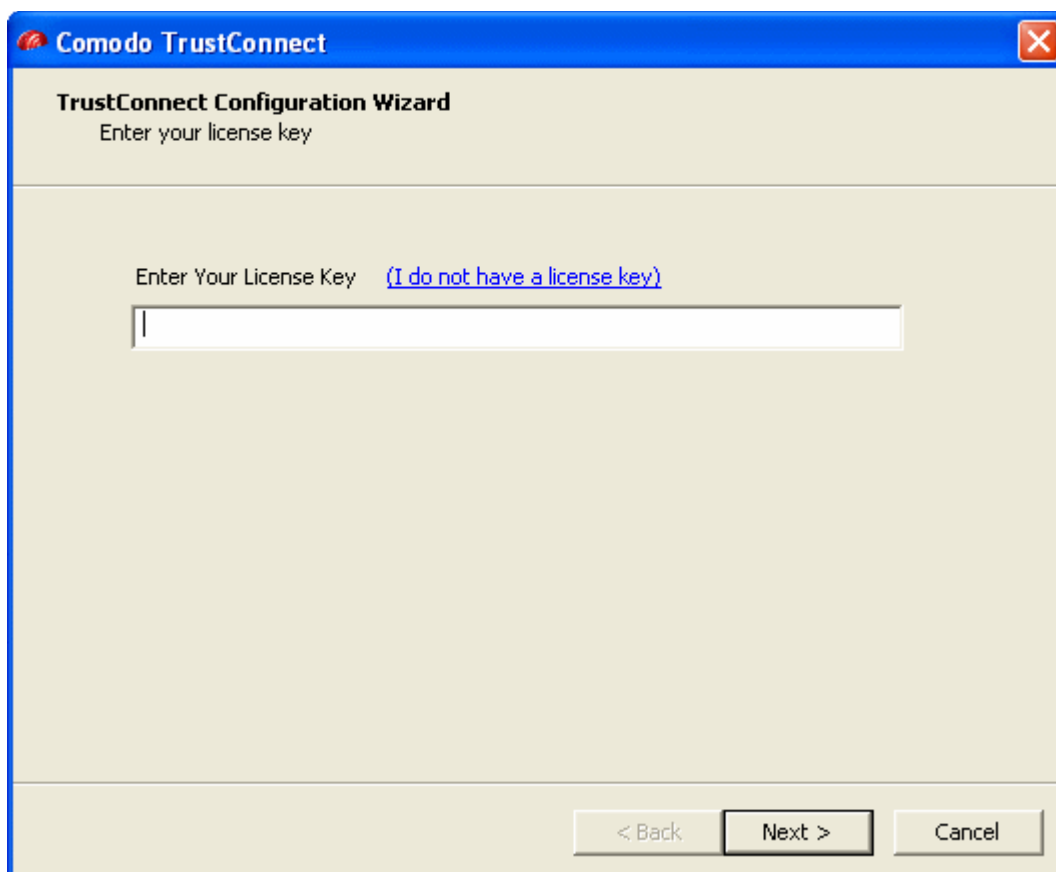 Comodo TrustConnect
TrustConnect Configuration Wizard
Enter your license key
Enter Your License Key (I do not have a license key)
< Back Next > Cancel